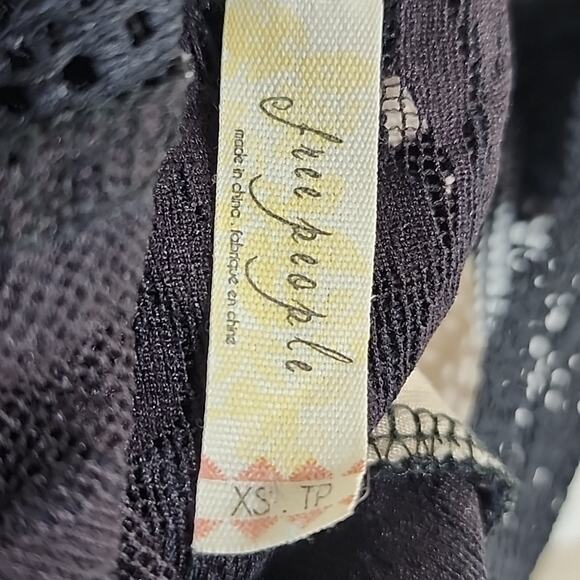 free people
made in china fabriqué en chine
XS . TP